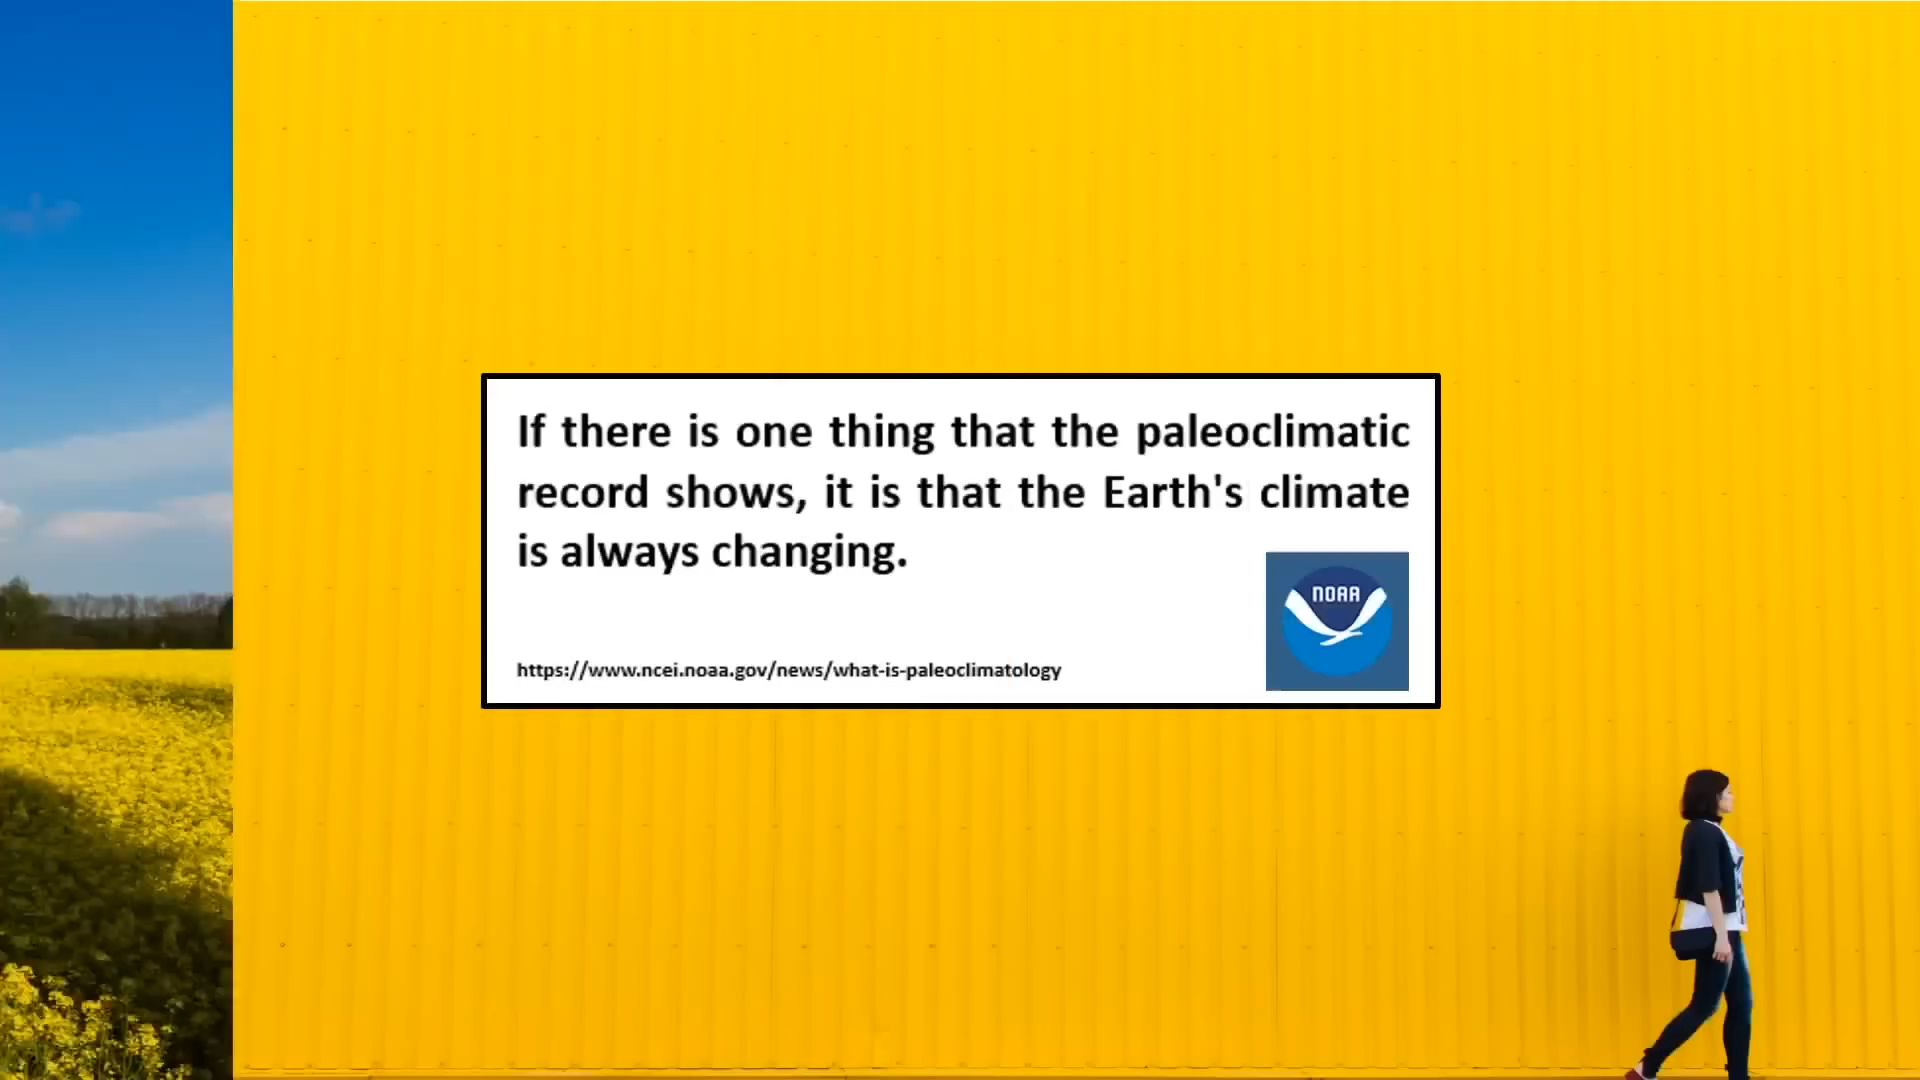 If there is one thing that the paleoclimatic
record shows, it is that the Earth's climate
is always changing.
NOAA
https://www.ncei.noaa.gov/news/what-is-paleoclimatology